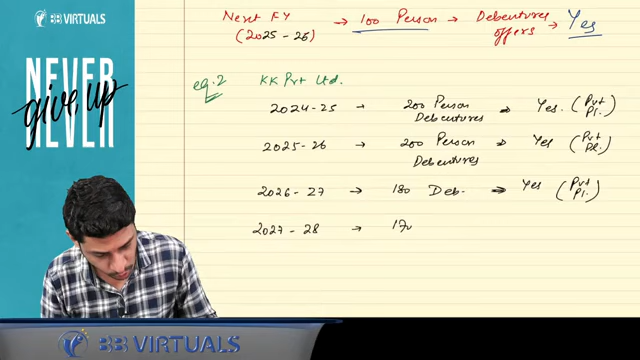 BB VIRTUALS
NEVER
give up
NEVER
Next FY → 100 Person → Debentures → Yes
(2025-26) offers
eg.2 KK Pvt Ltd.
2024-25 → 200 Person → Yes. (Pvt
Debentures Pl.)
2025-26 → 200 Person → Yes (Pvt
Debentures Pl.)
2026-27 → 180 Deb. → Yes (Pvt
Pl.)
2027-28 →
BB VIRTUALS